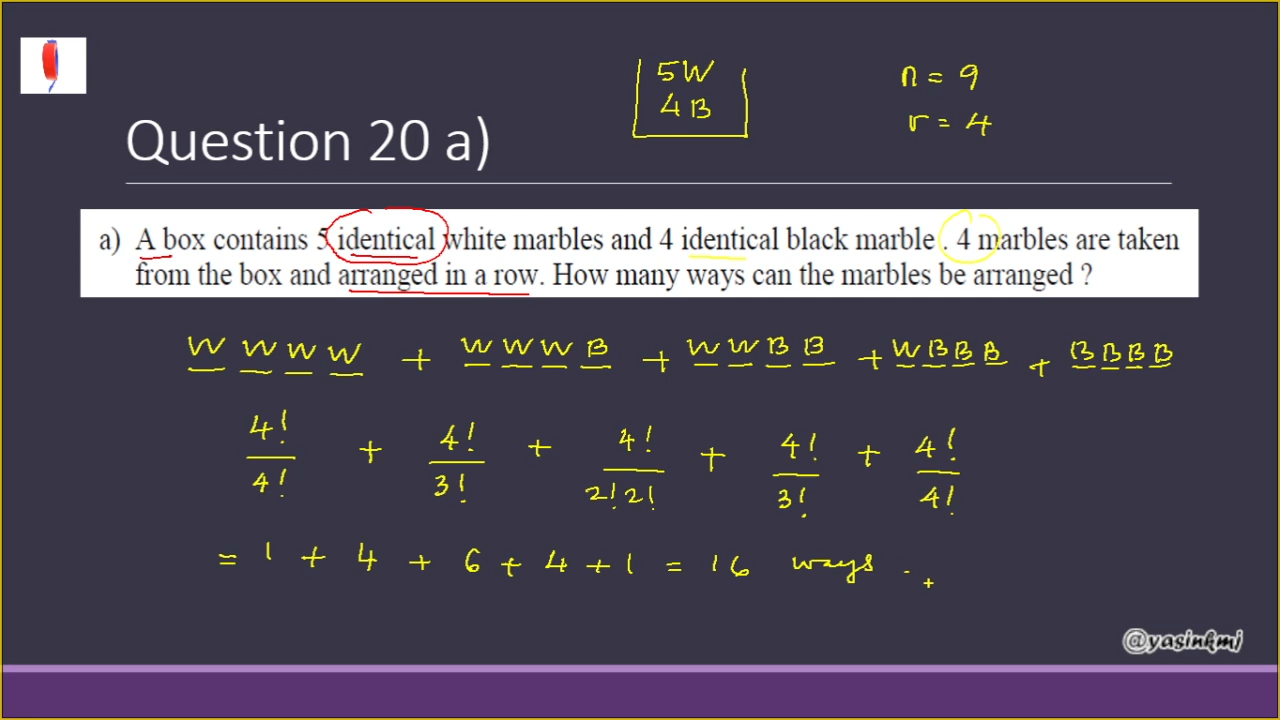 5W
4B
n = 9
r = 4
Question 20 a)
a) A box contains 5 identical white marbles and 4 identical black marble . 4 marbles are taken
from the box and arranged in a row. How many ways can the marbles be arranged ?
W W W W + W W W B + W W B B + W B B B + B B B B
4!/4! + 4!/3! + 4!/2!2! + 4!/3! + 4!/4!
= 1 + 4 + 6 + 4 + 1 = 16 ways .
@yasinkmj